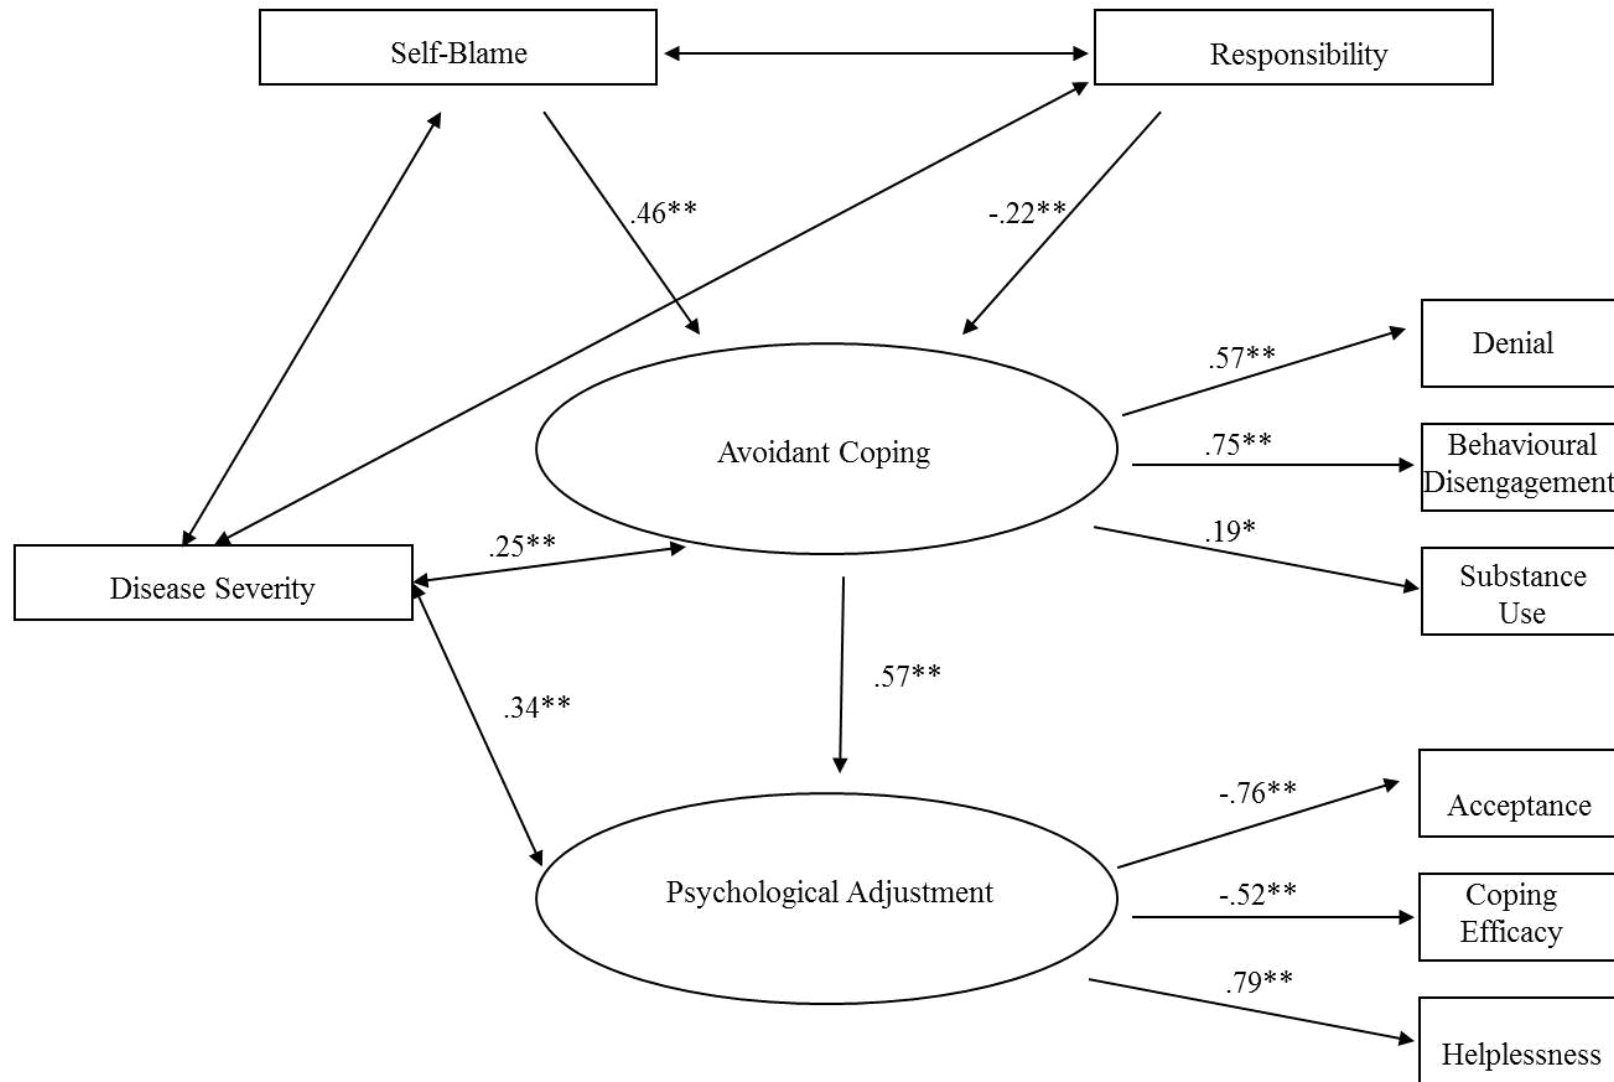 Self-Blame
Responsibility
.46**
-.22**
Denial
.57**
Behavioural
Disengagement
.75**
Avoidant Coping
.19*
Substance
Use
.25**
Disease Severity
.57**
.34**
Acceptance
-.76**
Psychological Adjustment
-.52**
Coping
Efficacy
.79**
Helplessness